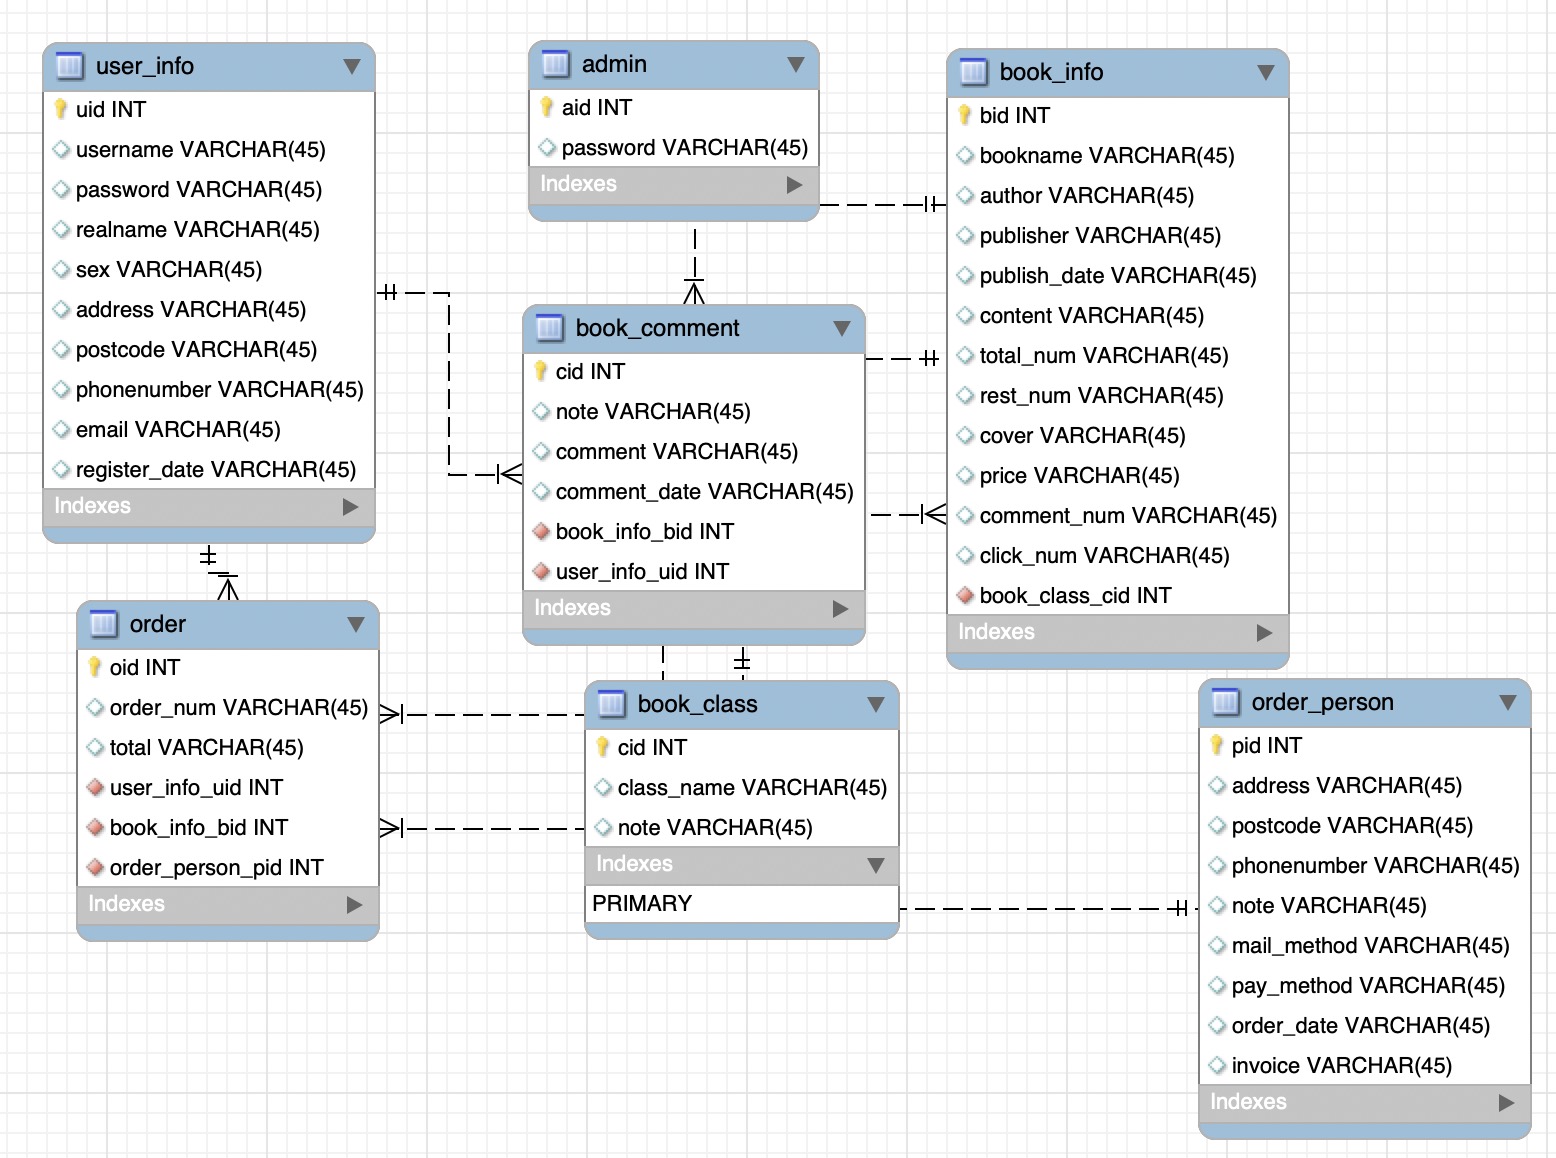 user_info
uid INT
username VARCHAR(45)
password VARCHAR(45)
realname VARCHAR(45)
sex VARCHAR(45)
address VARCHAR(45)
postcode VARCHAR(45)
phonenumber VARCHAR(45)
email VARCHAR(45)
register_date VARCHAR(45)
Indexes
admin
aid INT
password VARCHAR(45)
Indexes
book_info
bid INT
bookname VARCHAR(45)
author VARCHAR(45)
publisher VARCHAR(45)
publish_date VARCHAR(45)
content VARCHAR(45)
total_num VARCHAR(45)
rest_num VARCHAR(45)
cover VARCHAR(45)
price VARCHAR(45)
comment_num VARCHAR(45)
click_num VARCHAR(45)
book_class_cid INT
Indexes
book_comment
cid INT
note VARCHAR(45)
comment VARCHAR(45)
comment_date VARCHAR(45)
book_info_bid INT
user_info_uid INT
Indexes
order
oid INT
order_num VARCHAR(45)
total VARCHAR(45)
user_info_uid INT
book_info_bid INT
order_person_pid INT
Indexes
book_class
cid INT
class_name VARCHAR(45)
note VARCHAR(45)
Indexes
PRIMARY
order_person
pid INT
address VARCHAR(45)
postcode VARCHAR(45)
phonenumber VARCHAR(45)
note VARCHAR(45)
mail_method VARCHAR(45)
pay_method VARCHAR(45)
order_date VARCHAR(45)
invoice VARCHAR(45)
Indexes